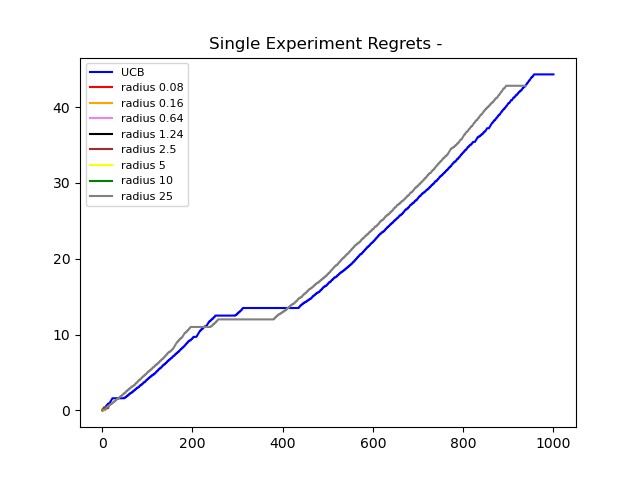 Single Experiment Regrets -
UCB
radius 0.08
radius 0.16
radius 0.64
radius 1.24
radius 2.5
radius 5
radius 10
radius 25
40
30
20
10
0
0 200 400 600 800 1000